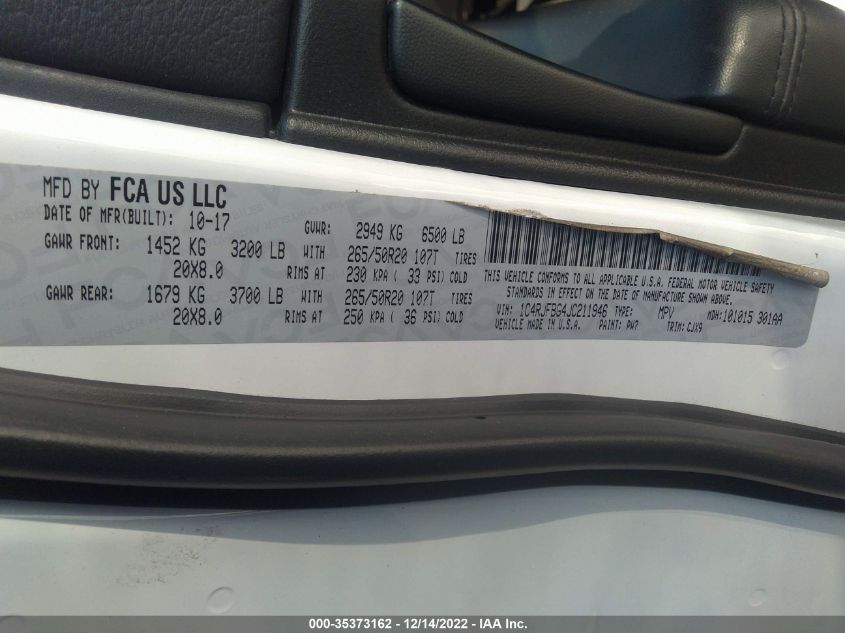 MFD BY FCA US LLC
DATE OF MFR(BUILT): 10-17 GVWR: 2949 KG 6500 LB
GAWR FRONT: 1452 KG 3200 LB WITH 265/50R20 107T TIRES
20X8.0 RIMS AT 230 KPA ( 33 PSI) COLD
GAWR REAR: 1679 KG 3700 LB WITH 265/50R20 107T TIRES
20X8.0 RIMS AT 250 KPA ( 36 PSI) COLD
THIS VEHICLE CONFORMS TO ALL APPLICABLE U.S.A. FEDERAL MOTOR VEHICLE SAFETY
STANDARDS IN EFFECT ON THE DATE OF MANUFACTURE SHOWN ABOVE.
VIN: 1C4RJFBG4JC211946 TYPE: MPV MDH:101015 301AA
VEHICLE MADE IN U.S.A. PAINT: PW7 TRIM: CJX9
000-35373162 - 12/14/2022 - IAA Inc.